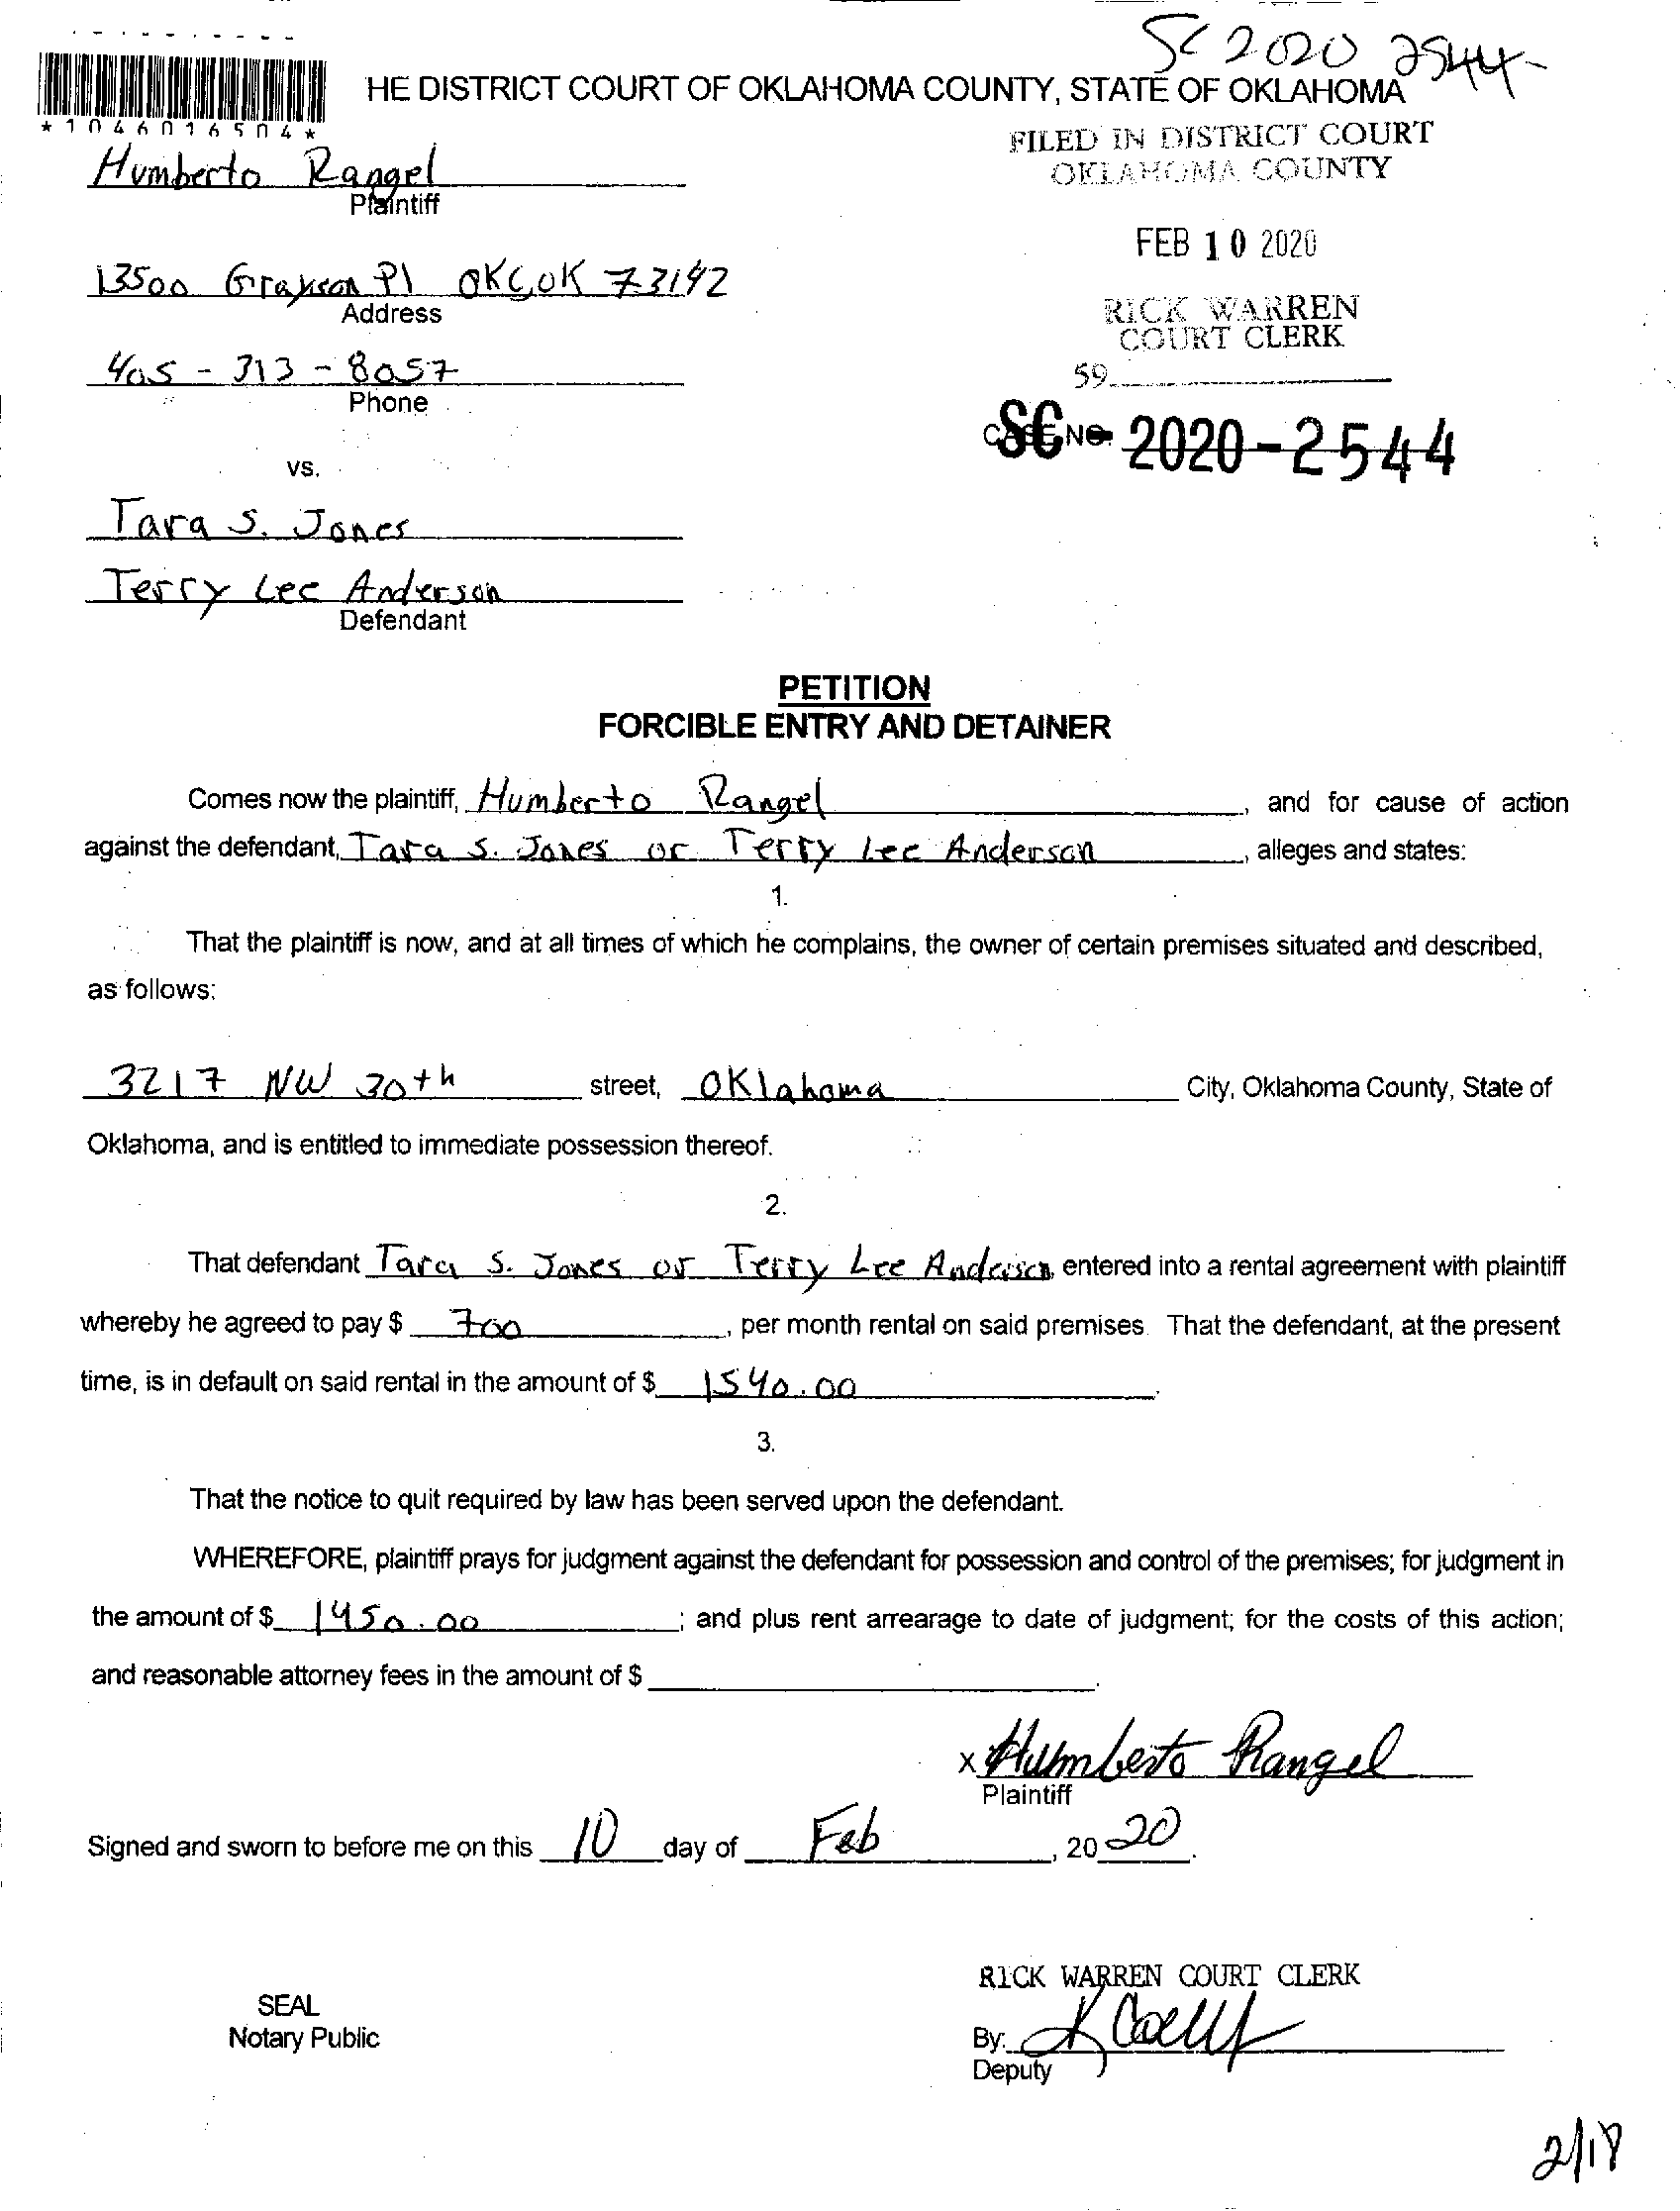 SC 2020 2544
HE DISTRICT COURT OF OKLAHOMA COUNTY, STATE OF OKLAHOMA
*1046016504*
FILED IN DISTRICT COURT
OKLAHOMA COUNTY
Humberto Rangel
Plaintiff
FEB 10 2020
13500 Pl OKC, OK 73142
Address
RICK WARREN
COURT CLERK
405-313-8057
Phone
59
SC NO. 2020-2544
vs.
Tara S. Jones
Terry Lee Anderson
Defendant
PETITION
FORCIBLE ENTRY AND DETAINER
Comes now the plaintiff, Humberto Rangel, and for cause of action
against the defendant, Tara S. Jones or Terry Lee Anderson, alleges and states:
1.
That the plaintiff is now, and at all times of which he complains, the owner of certain premises situated and described,
as follows:
3217 NW 30th street, OKlahoma City, Oklahoma County, State of
Oklahoma, and is entitled to immediate possession thereof.
2.
That defendant Tara S. Jones or Terry Lee Anderson, entered into a rental agreement with plaintiff
whereby he agreed to pay $ 700, per month rental on said premises. That the defendant, at the present
time, is in default on said rental in the amount of $ 1540.00.
3.
That the notice to quit required by law has been served upon the defendant.
WHEREFORE, plaintiff prays for judgment against the defendant for possession and control of the premises; for judgment in
the amount of $ 1450.00; and plus rent arrearage to date of judgment; for the costs of this action;
and reasonable attorney fees in the amount of $ .
x Humberto Rangel
Plaintiff
Signed and sworn to before me on this 10 day of Feb, 20 20.
RICK WARREN COURT CLERK
SEAL
Notary Public
By:
Deputy
2/18